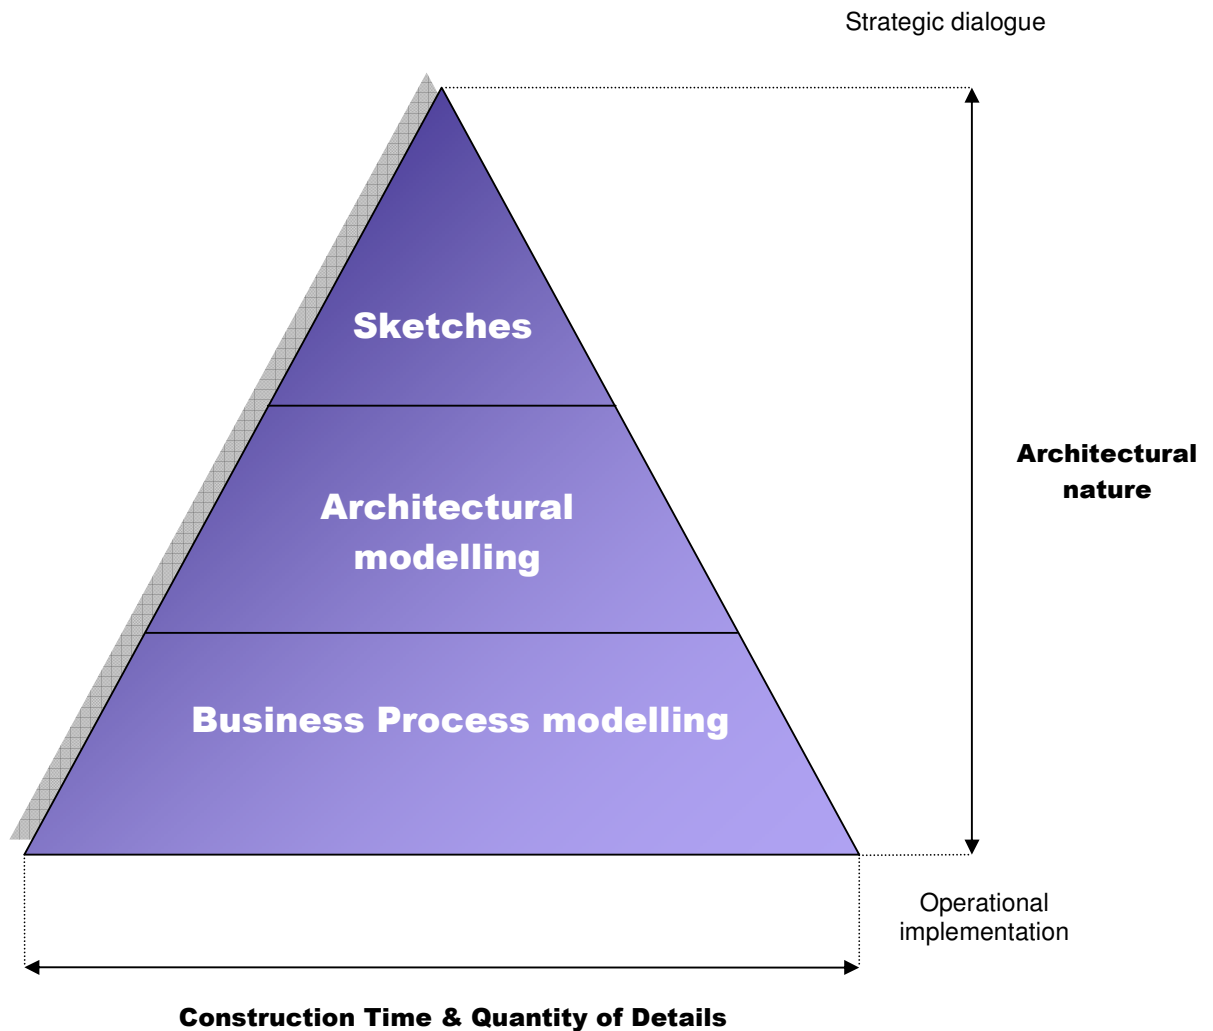 Strategic dialogue
Sketches
Architectural
nature
Architectural
modelling
Business Process modelling
Operational
implementation
Construction Time & Quantity of Details